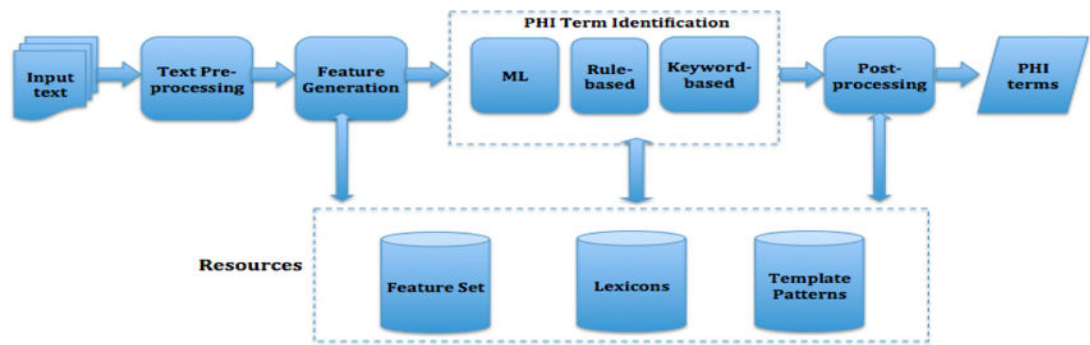 PHI Term Identification
Input
text
Text Pre-
processing
Feature
Generation
ML
Rule-
based
Keyword-
based
Post-
processing
PHI
terms
Resources
Feature Set
Lexicons
Template
Patterns